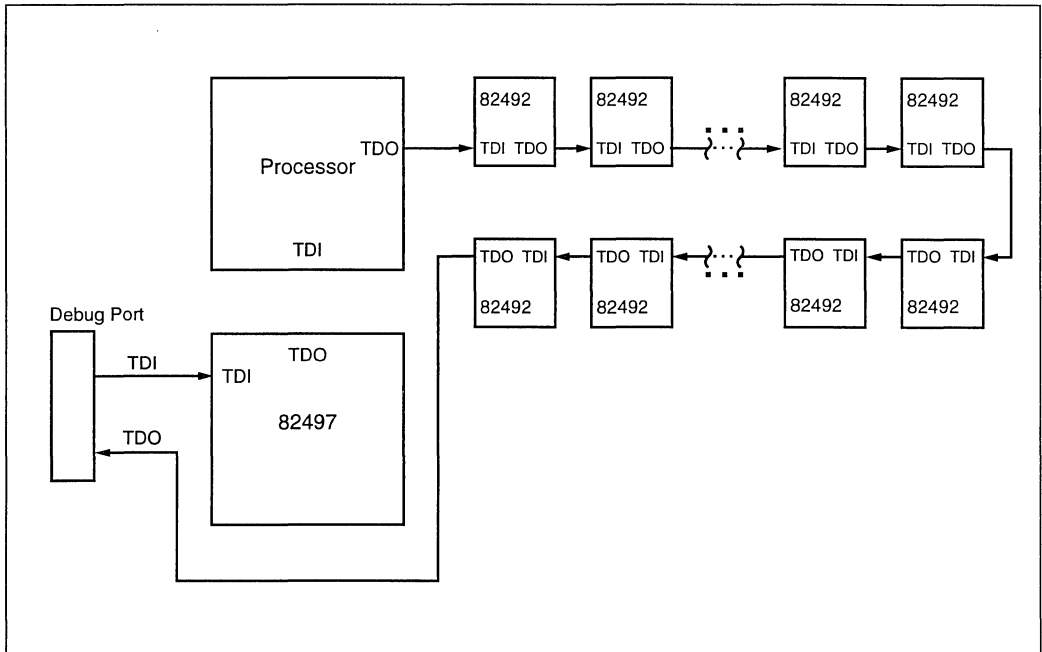 82492 82492 82492 82492
TDO TDI TDO TDI TDO TDI TDO TDI TDO
Processor
TDI
TDO TDI TDO TDI TDO TDI TDO TDI
82492 82492 82492 82492
Debug Port
TDO
TDI TDI
82497
TDO